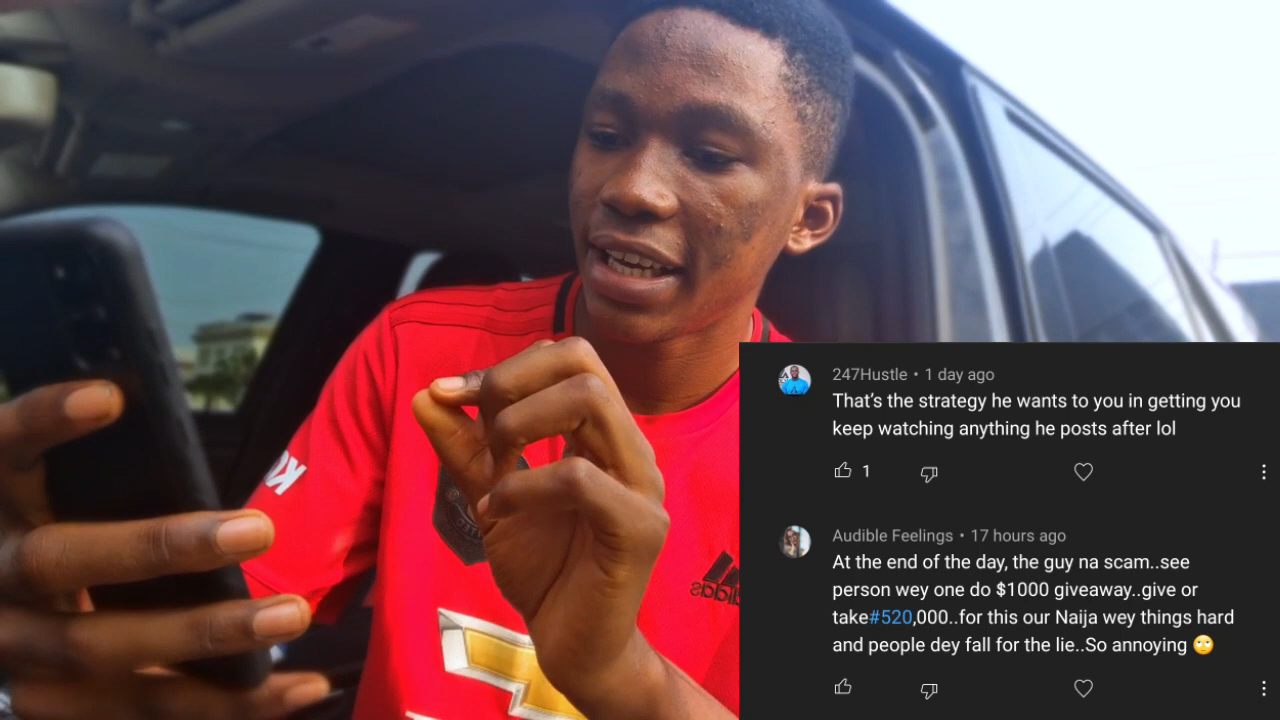 247Hustle • 1 day ago
That's the strategy he wants to you in getting you
keep watching anything he posts after lol
1
Audible Feelings • 17 hours ago
At the end of the day, the guy na scam..see
person wey one do $1000 giveaway..give or
take#520,000..for this our Naija wey things hard
and people dey fall for the lie..So annoying 🙄
adidas